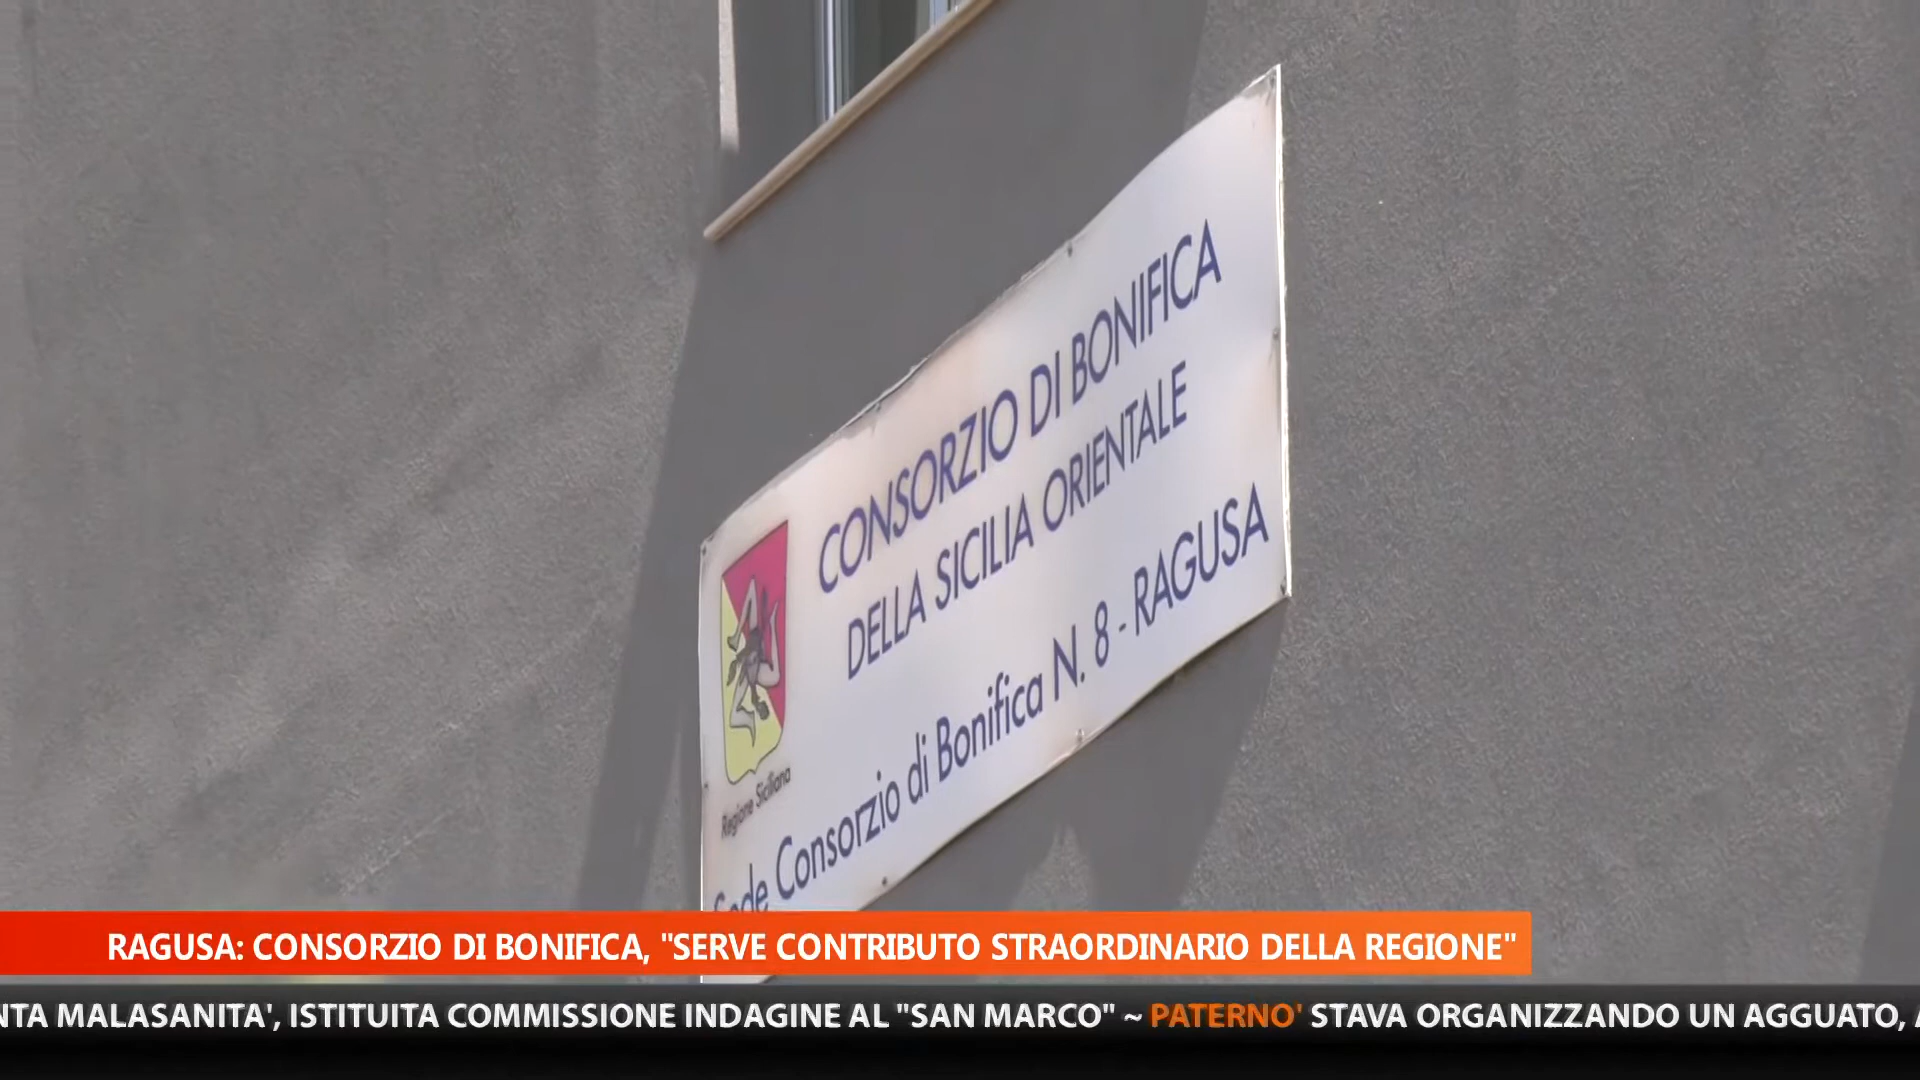 CONSORZIO DI BONIFICA
DELLA SICILIA ORIENTALE
Regione Siciliana
Sede Consorzio di Bonifica N. 8 - RAGUSA
RAGUSA: CONSORZIO DI BONIFICA, "SERVE CONTRIBUTO STRAORDINARIO DELLA REGIONE"
NTA MALASANITA', ISTITUITA COMMISSIONE INDAGINE AL "SAN MARCO" ~ PATERNO' STAVA ORGANIZZANDO UN AGGUATO,